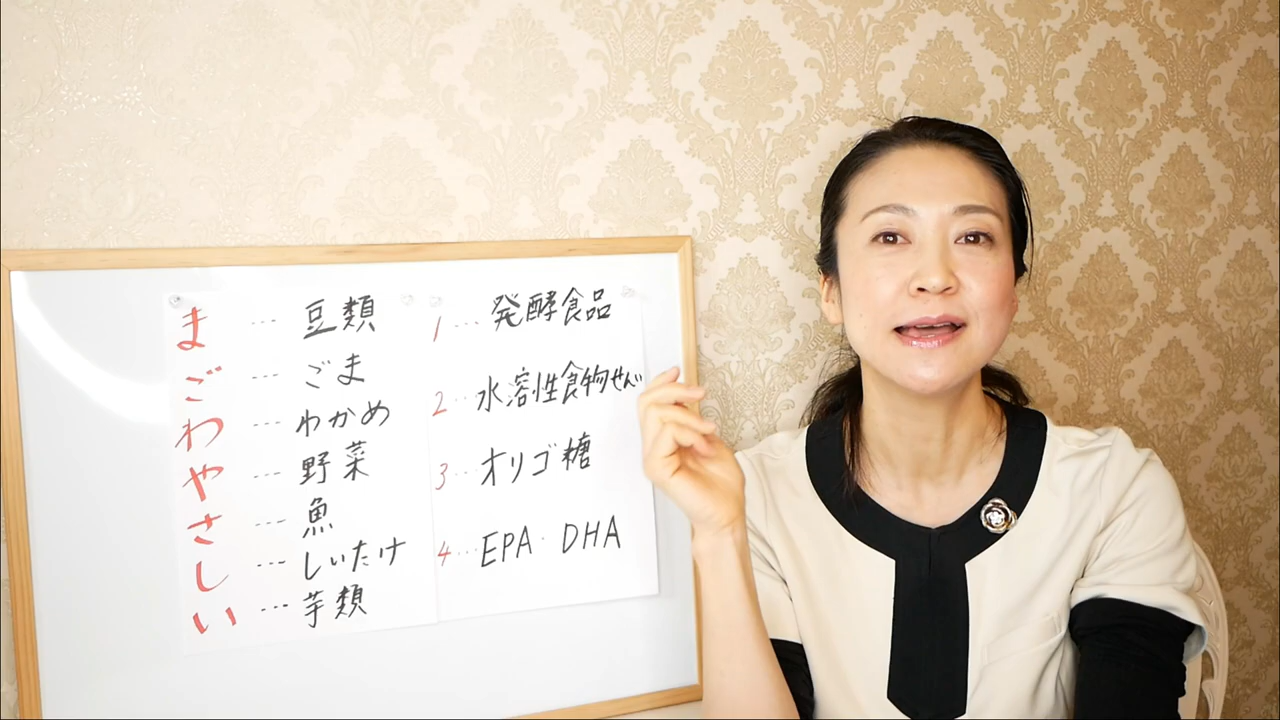 ま … 豆類
ご … ごま
わ … わかめ
や … 野菜
さ … 魚
し … しいたけ
い … 芋類
1 … 発酵食品
2 … 水溶性食物せんい
3 … オリゴ糖
4 … EPA・DHA